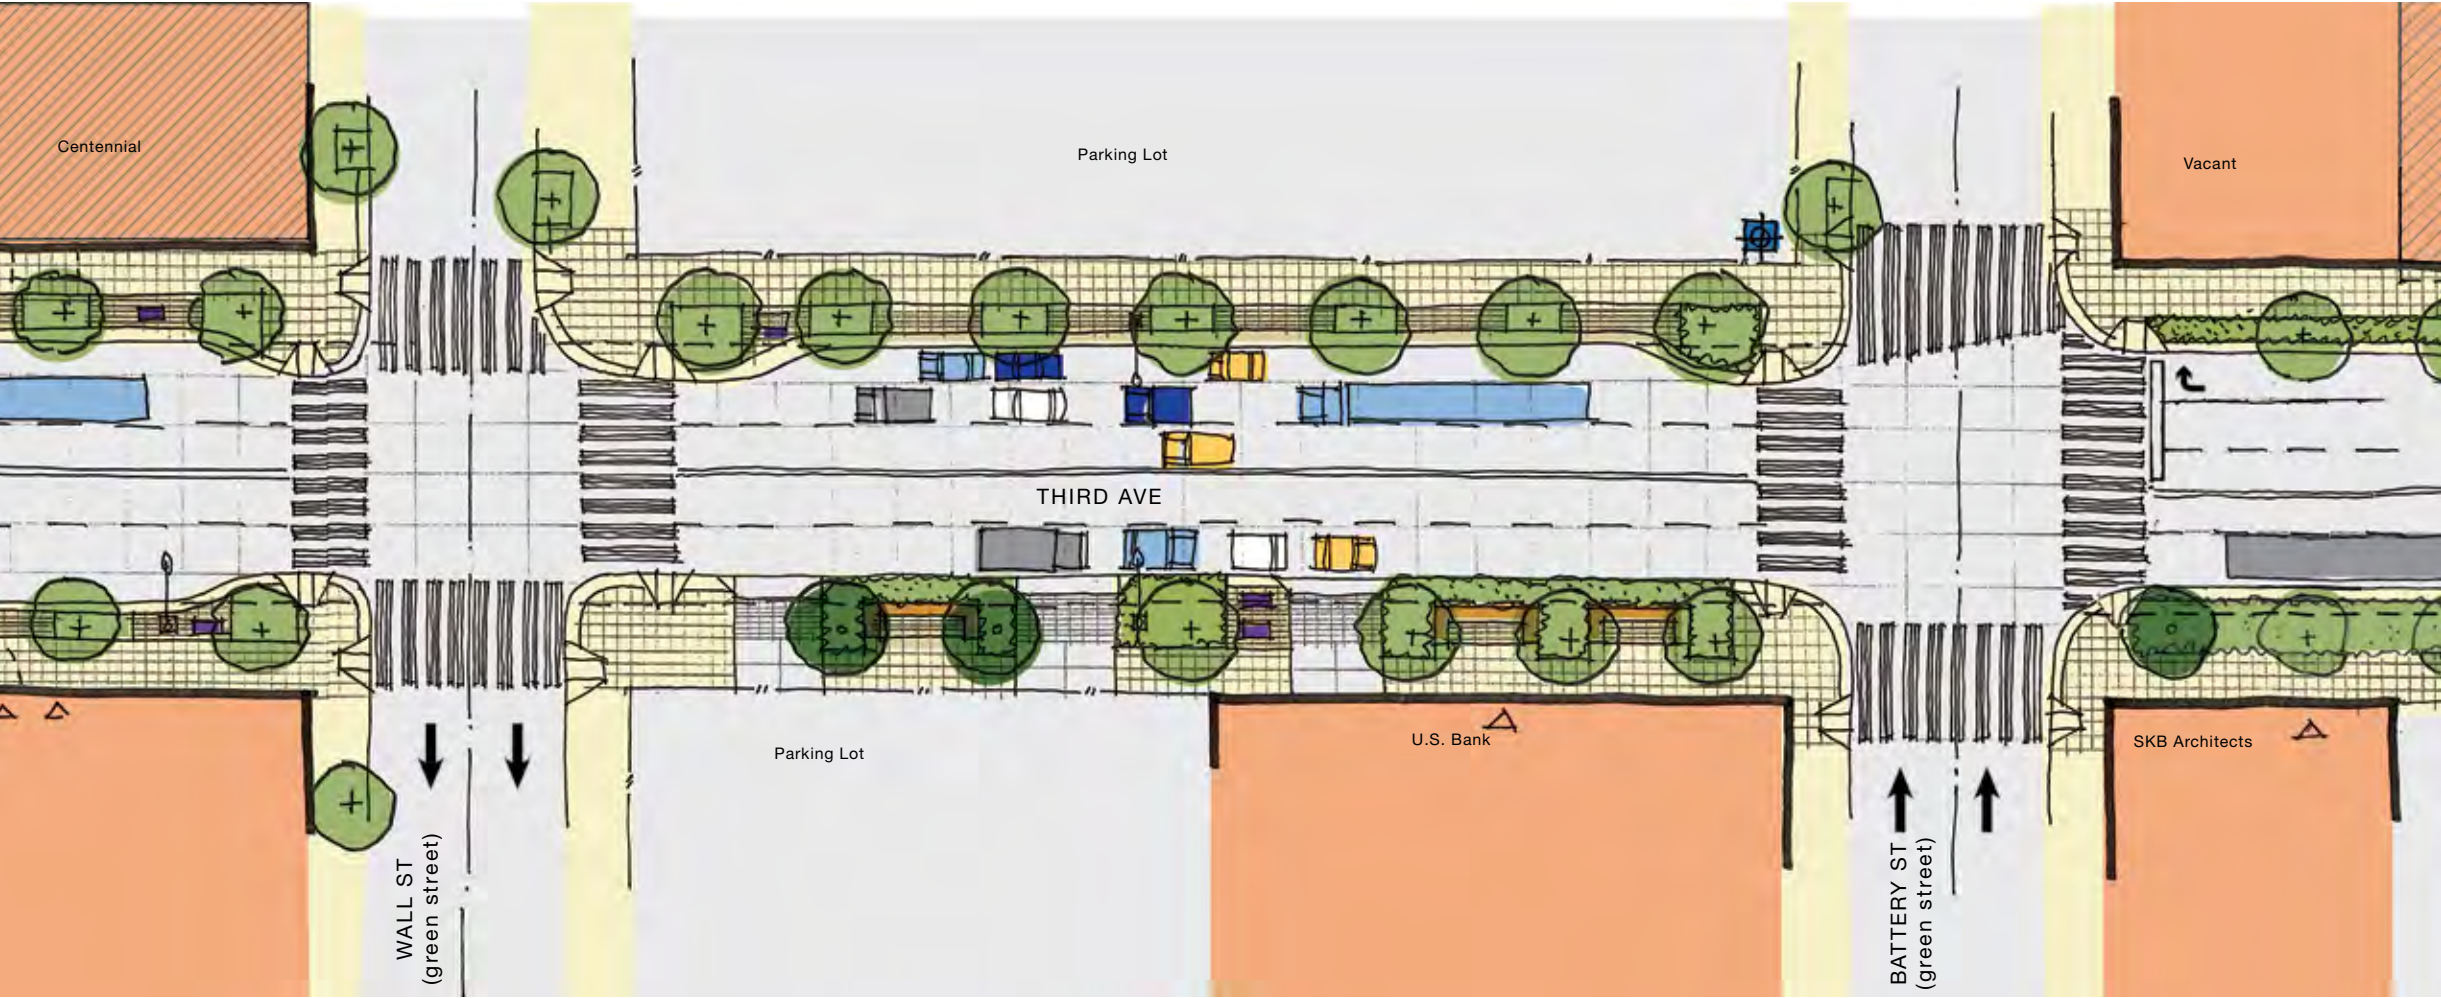 Centennial
Parking Lot
Vacant
THIRD AVE
Parking Lot
U.S. Bank
SKB Architects
WALL ST
(green street)
BATTERY ST
(green street)